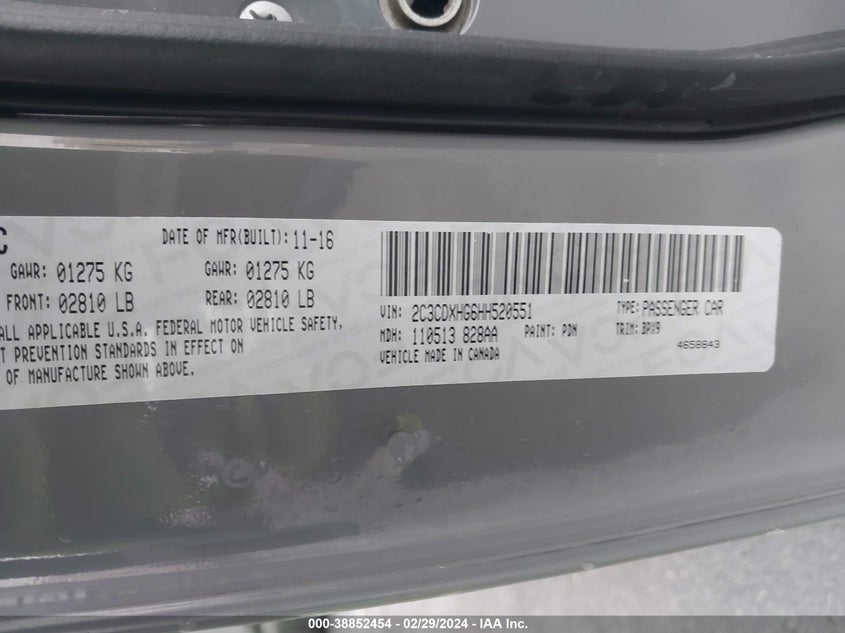 C
DATE OF MFR(BUILT): 11-16
GAWR: 01275 KG GAWR: 01275 KG
FRONT: 02810 LB REAR: 02810 LB
ALL APPLICABLE U.S.A. FEDERAL MOTOR VEHICLE SAFETY,
T PREVENTION STANDARDS IN EFFECT ON
OF MANUFACTURE SHOWN ABOVE.
VIN: 2C3CDXHG6HH520551 TYPE: PASSENGER CAR
MDH: 110513 828AA PAINT: PDN TRIM: BPX9
VEHICLE MADE IN CANADA 4658843
000-38852454 - 02/29/2024 - IAA Inc.